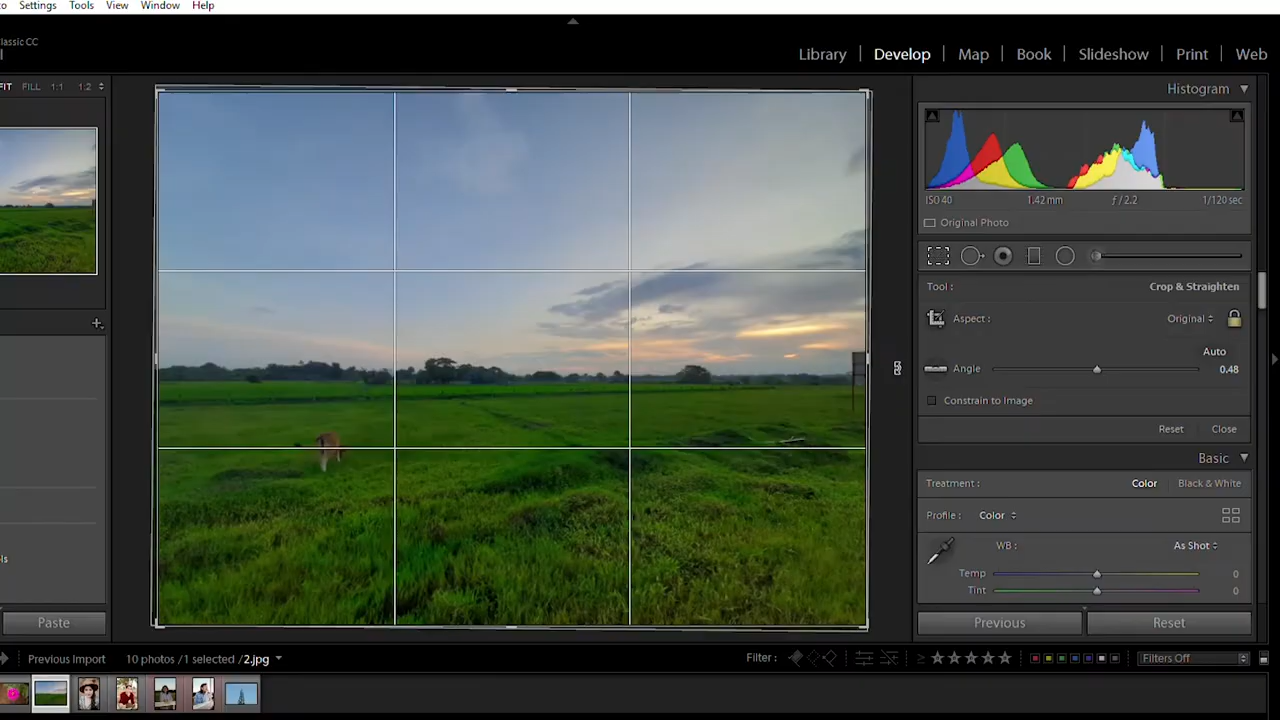 Settings Tools View Window Help
Classic CC
Library Develop Map Book Slideshow Print Web
FIT FILL 1:1 1:2
Histogram
ISO 40 1.42 mm ƒ / 2.2 1/120 sec
Original Photo
Tool : Crop & Straighten
Aspect : Original
Auto
Angle 0.48
Constrain to Image
Reset Close
Basic
Treatment : Color Black & White
Profile : Color
WB : As Shot
Temp 0
Tint 0
Paste Previous Reset
Previous Import 10 photos /1 selected /2.jpg Filter : Filters Off